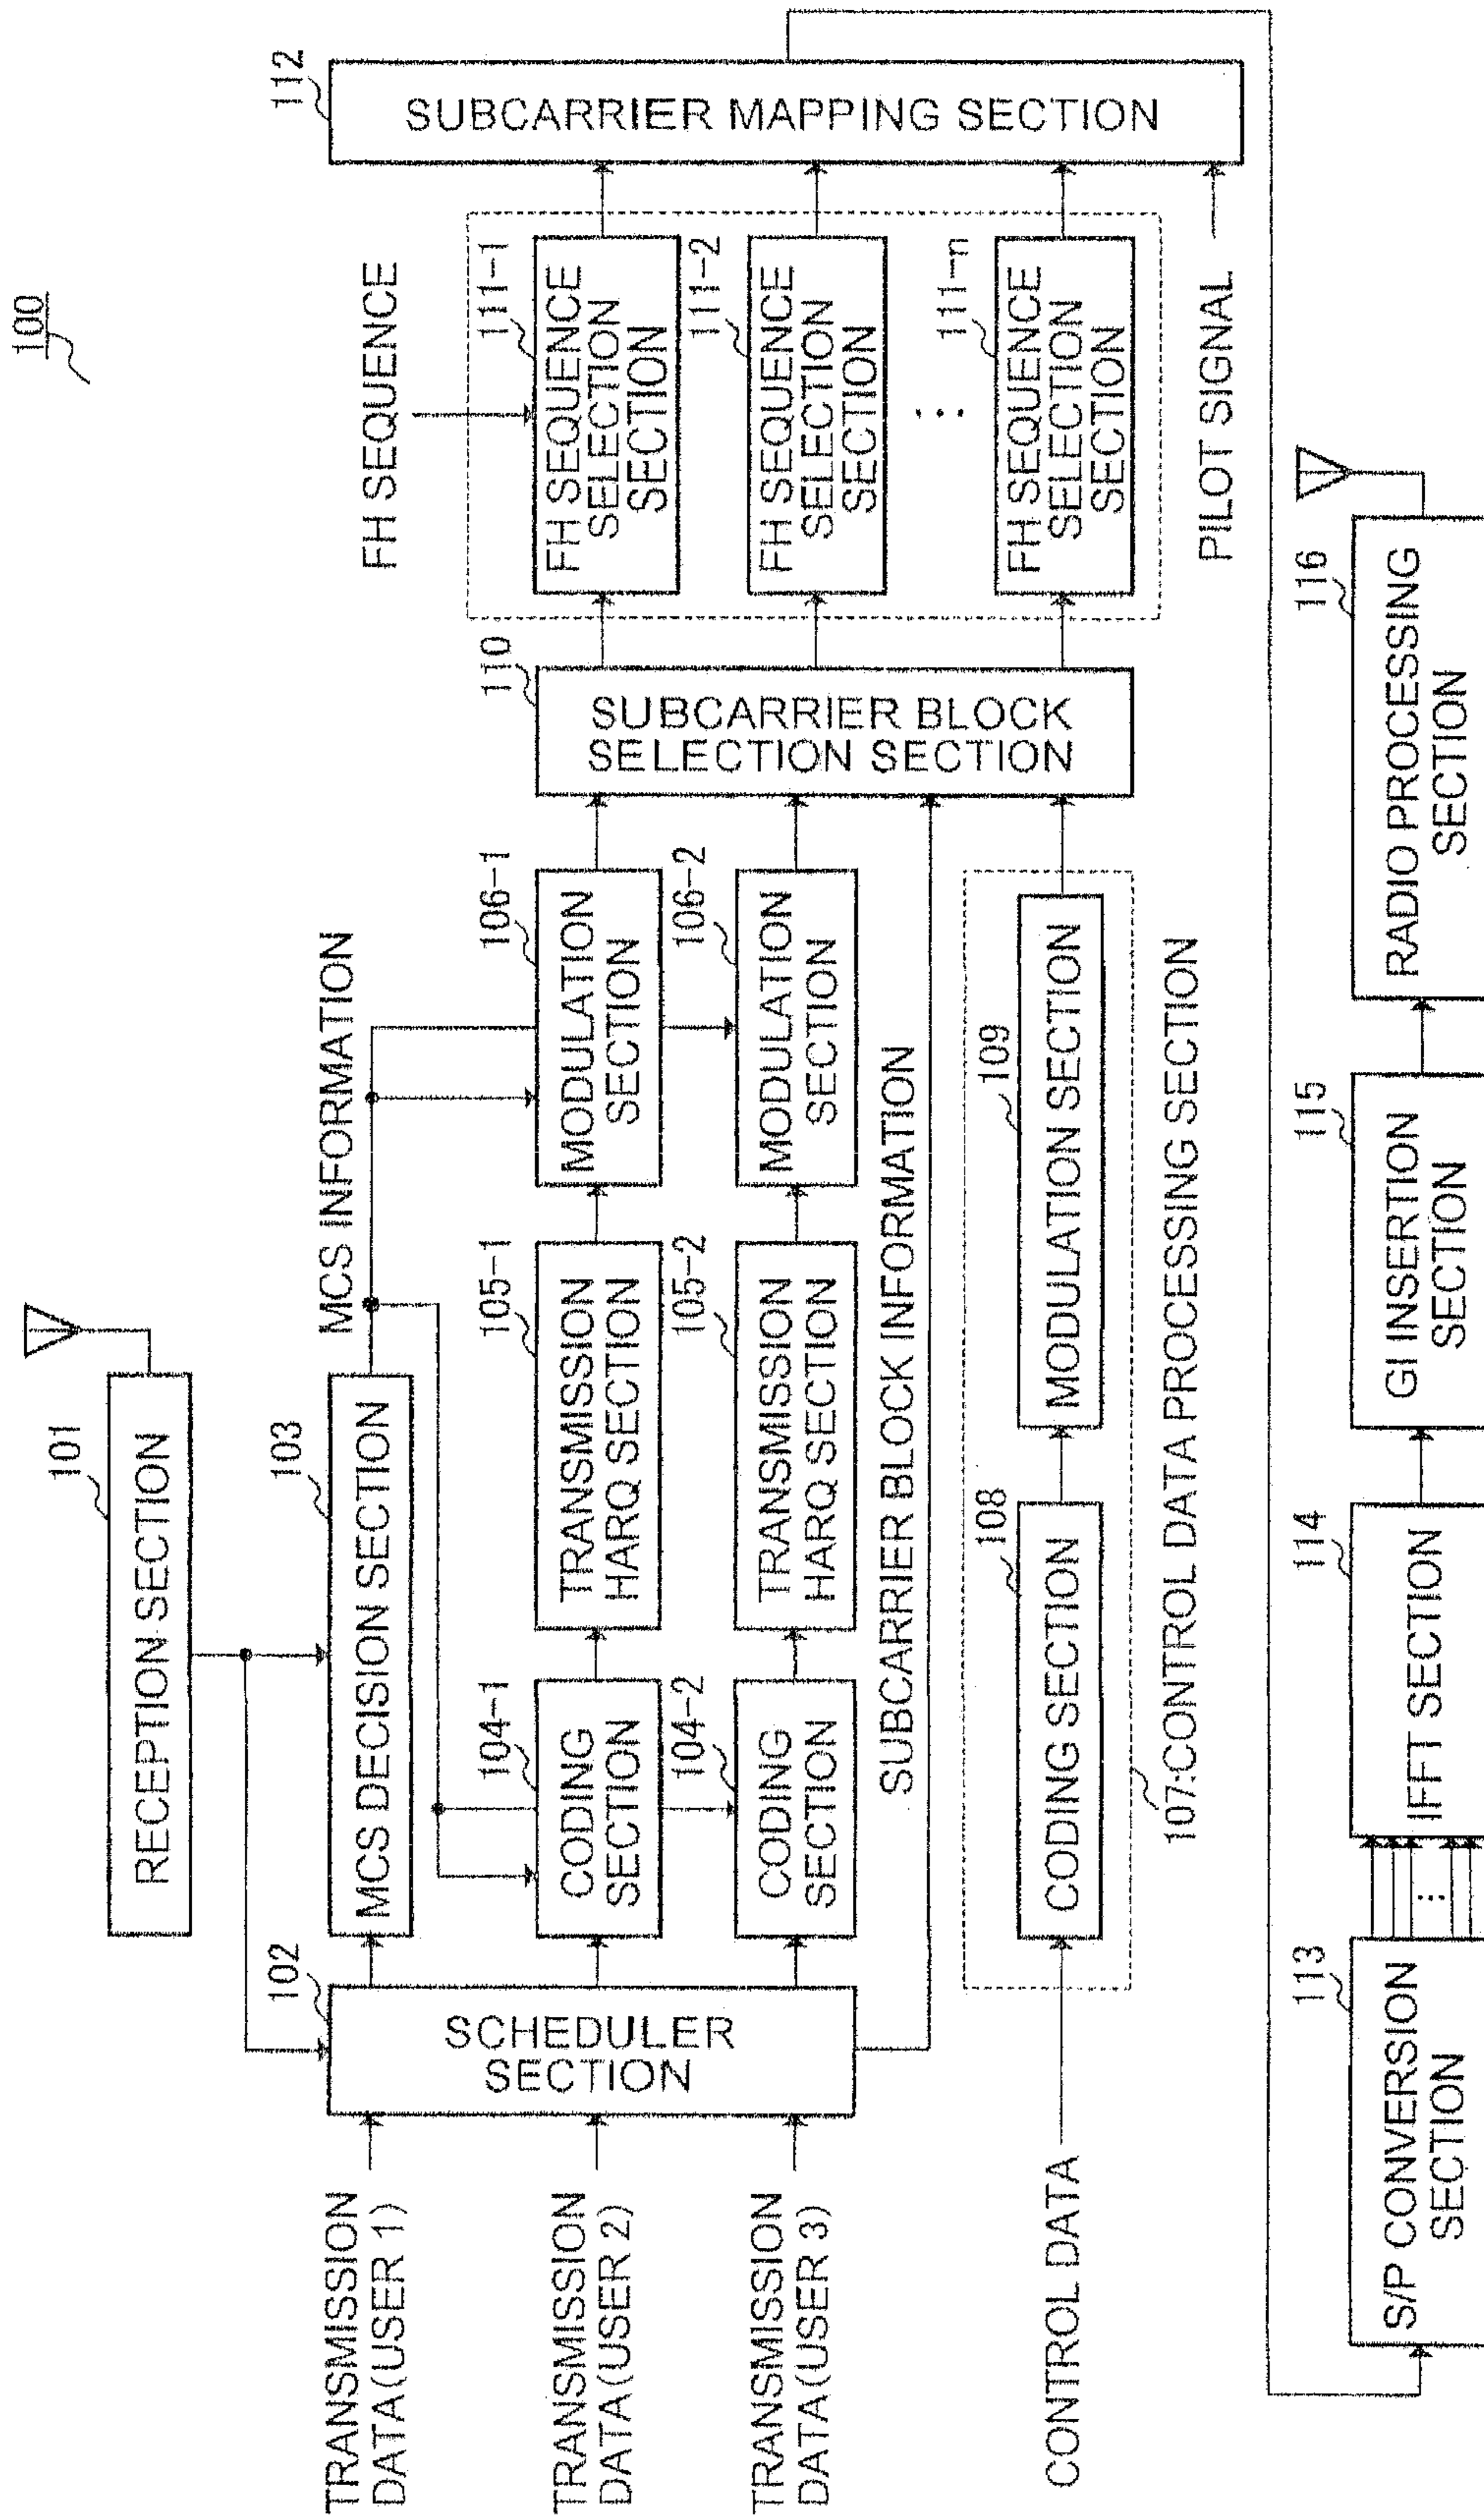 100
101
RECEPTION SECTION
102
SCHEDULER
SECTION
103
MCS DECISION SECTION
MCS INFORMATION
TRANSMISSION
DATA(USER 1)
TRANSMISSION
DATA(USER 2)
TRANSMISSION
DATA(USER 3)
104-1
CODING
SECTION
104-2
CODING
SECTION
105-1
TRANSMISSION
HARQ SECTION
105-2
TRANSMISSION
HARQ SECTION
106-1
MODULATION
SECTION
106-2
MODULATION
SECTION
SUBCARRIER BLOCK INFORMATION
CONTROL DATA
108
CODING SECTION
109
MODULATION SECTION
107:CONTROL DATA PROCESSING SECTION
110
SUBCARRIER BLOCK
SELECTION SECTION
FH SEQUENCE
111-1
FH SEQUENCE
SELECTION
SECTION
111-2
FH SEQUENCE
SELECTION
SECTION
111-n
FH SEQUENCE
SELECTION
SECTION
PILOT SIGNAL
112
SUBCARRIER MAPPING SECTION
113
S/P CONVERSION
SECTION
114
IFFT SECTION
115
GI INSERTION
SECTION
116
RADIO PROCESSING
SECTION